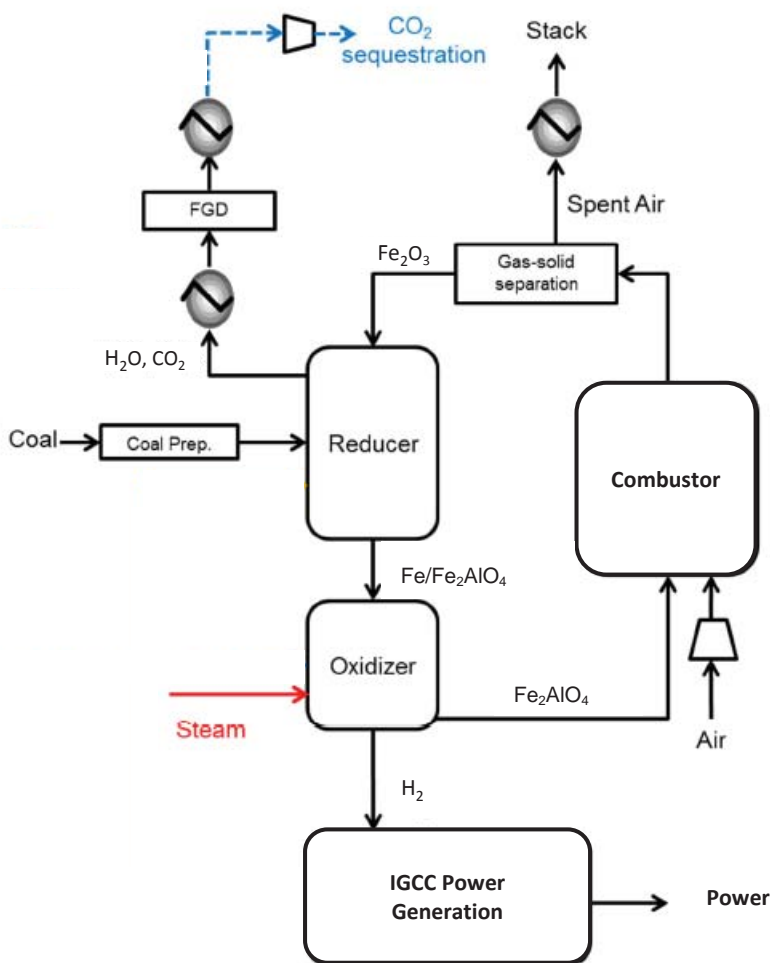 CO₂
sequestration
Stack
FGD
Spent Air
Fe₂O₃
Gas-solid
separation
H₂O, CO₂
Coal
Coal Prep.
Reducer
Combustor
Fe/Fe₂AlO₄
Oxidizer
Steam
Fe₂AlO₄
Air
H₂
IGCC Power
Generation
Power